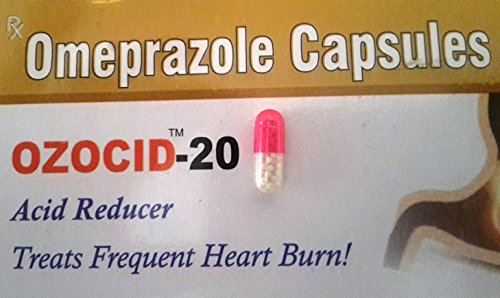 Rx
Omeprazole Capsules
OZOCID™-20
Acid Reducer
Treats Frequent Heart Burn!